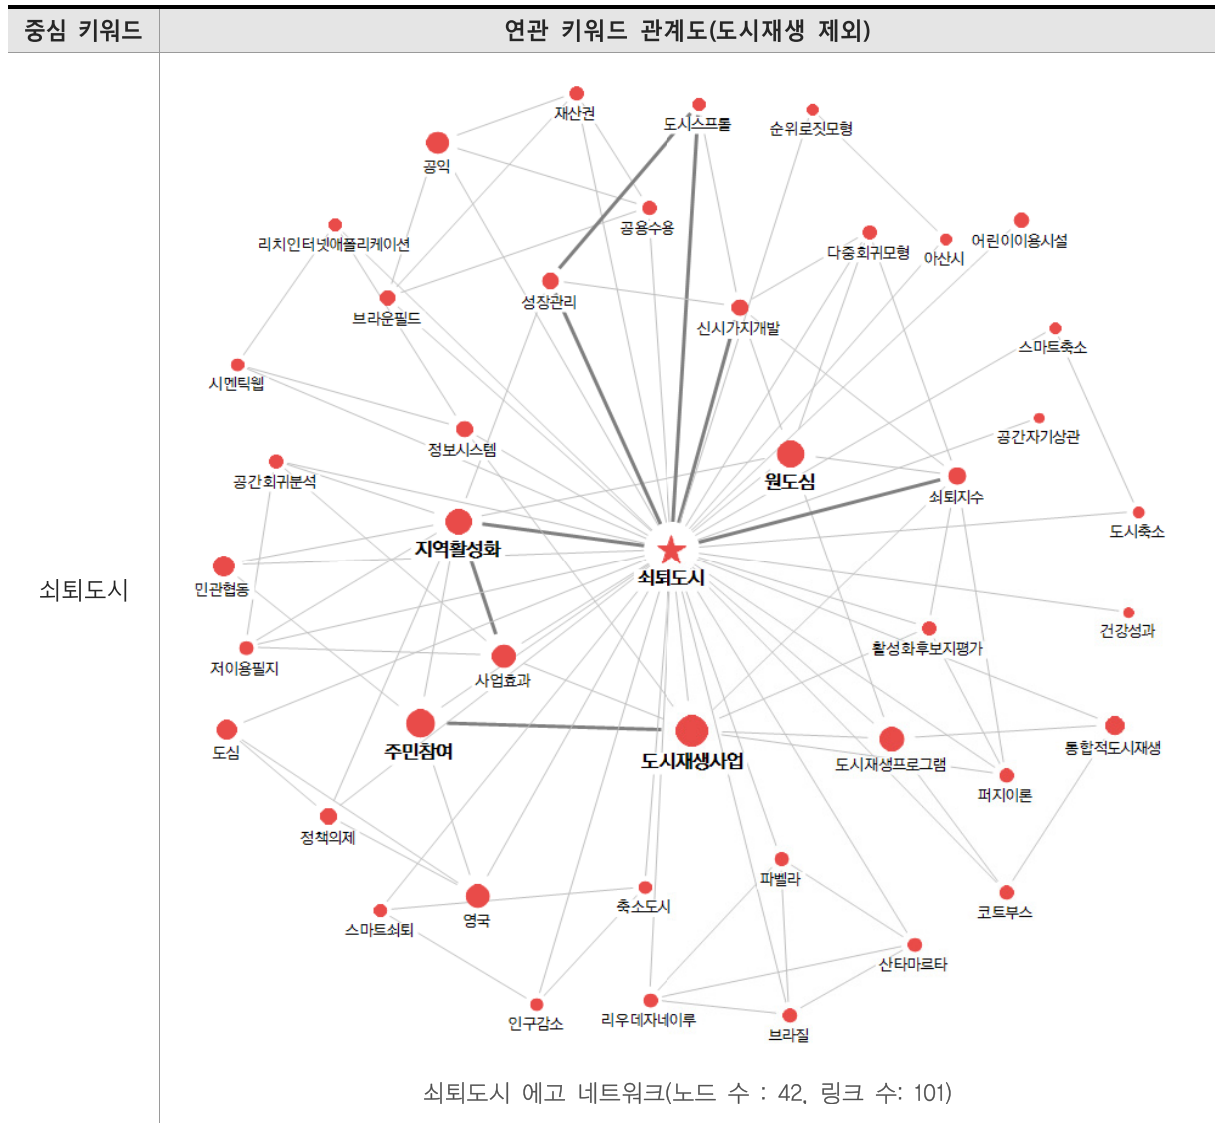 중심 키워드
연관 키워드 관계도(도시재생 제외)
쇠퇴도시
재산권
도시스프롤
순위로짓모형
공익
공용수용
리치인터넷애플리케이션
다중회귀모형
아산시
어린이이용시설
브라운필드
성장관리
신시가지개발
스마트축소
시멘틱웹
정보시스템
공간자기상관
공간회귀분석
원도심
쇠퇴지수
도시축소
지역활성화
쇠퇴도시
민관협동
건강성과
저이용필지
사업효과
활성화후보지평가
도심
주민참여
도시재생사업
도시재생프로그램
통합적도시재생
퍼지이론
정책의제
파벨라
스마트쇠퇴
영국
축소도시
코트부스
산타마르타
인구감소
리우데자네이루
브라질
쇠퇴도시 에고 네트워크(노드 수 : 42, 링크 수: 101)